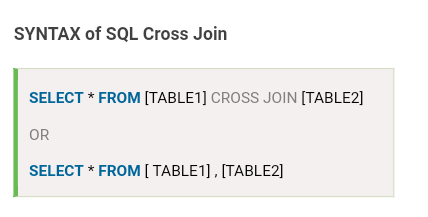 SYNTAX of SQL Cross Join
SELECT * FROM [TABLE1] CROSS JOIN [TABLE2]
OR
SELECT * FROM [ TABLE1] , [TABLE2]